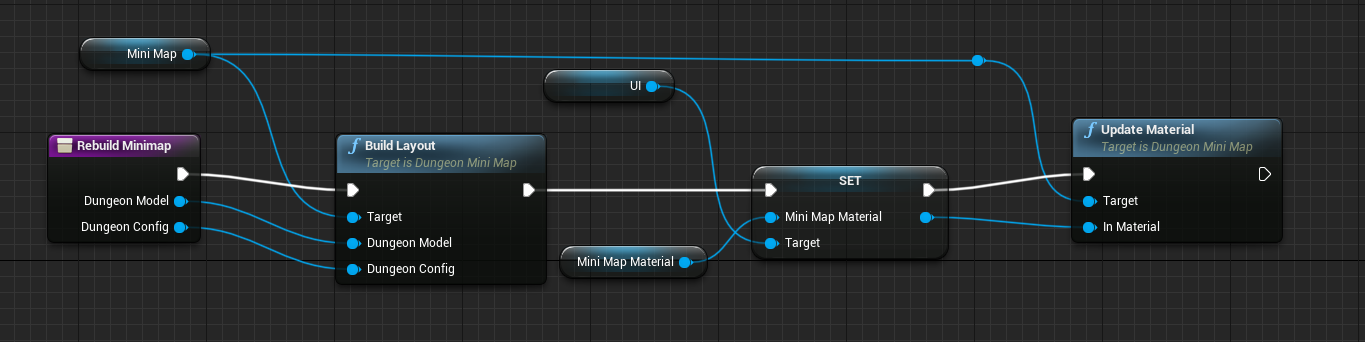 Mini Map
UI
Rebuild Minimap
Dungeon Model
Dungeon Config
f Build Layout
Target is Dungeon Mini Map
Target
Dungeon Model
Dungeon Config
Mini Map Material
SET
Mini Map Material
Target
f Update Material
Target is Dungeon Mini Map
Target
In Material